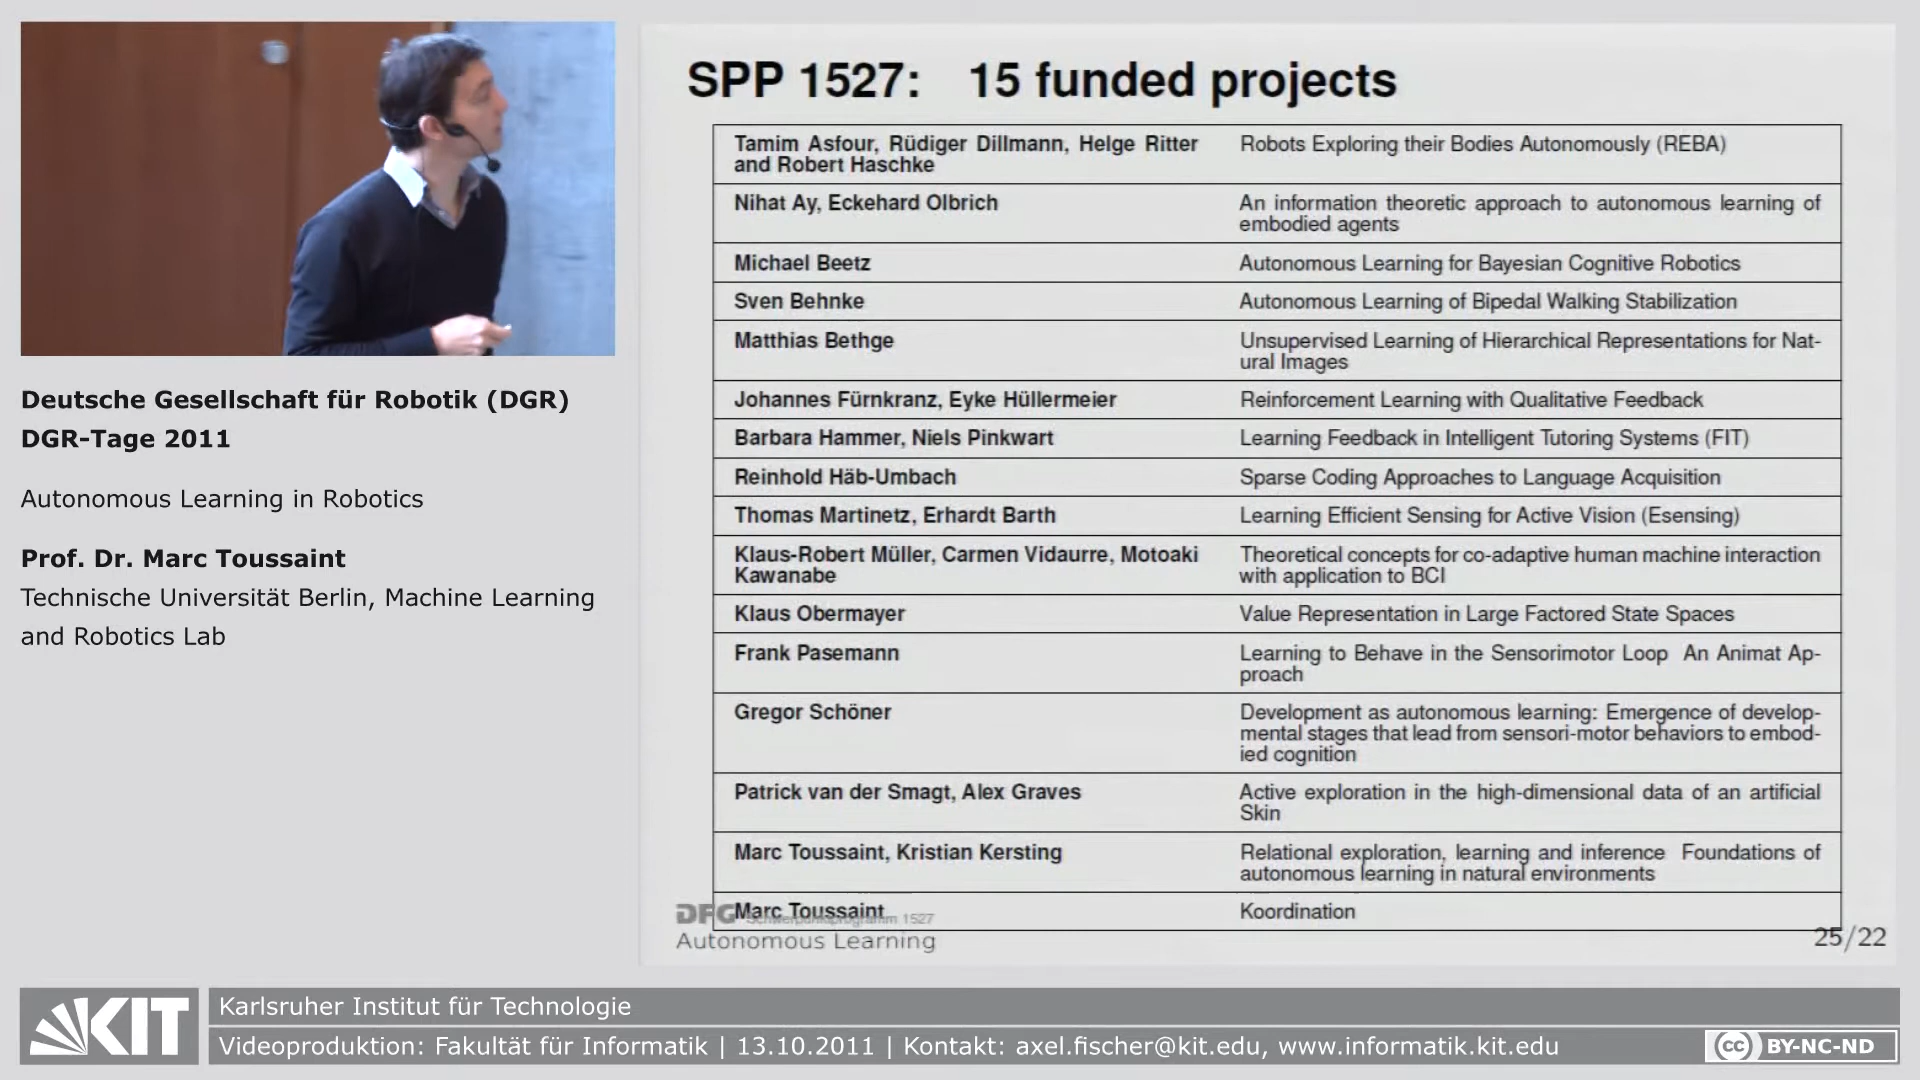 SPP 1527: 15 funded projects
Tamim Asfour, Rüdiger Dillmann, Helge Ritter
and Robert Haschke
Robots Exploring their Bodies Autonomously (REBA)
Nihat Ay, Eckehard Olbrich
An information theoretic approach to autonomous learning of
embodied agents
Michael Beetz
Autonomous Learning for Bayesian Cognitive Robotics
Sven Behnke
Autonomous Learning of Bipedal Walking Stabilization
Matthias Bethge
Unsupervised Learning of Hierarchical Representations for Nat-
ural Images
Johannes Fürnkranz, Eyke Hüllermeier
Reinforcement Learning with Qualitative Feedback
Barbara Hammer, Niels Pinkwart
Learning Feedback in Intelligent Tutoring Systems (FIT)
Reinhold Häb-Umbach
Sparse Coding Approaches to Language Acquisition
Thomas Martinetz, Erhardt Barth
Learning Efficient Sensing for Active Vision (Esensing)
Klaus-Robert Müller, Carmen Vidaurre, Motoaki
Kawanabe
Theoretical concepts for co-adaptive human machine interaction
with application to BCI
Klaus Obermayer
Value Representation in Large Factored State Spaces
Frank Pasemann
Learning to Behave in the Sensorimotor Loop An Animat Ap-
proach
Gregor Schöner
Development as autonomous learning: Emergence of develop-
mental stages that lead from sensori-motor behaviors to embod-
ied cognition
Patrick van der Smagt, Alex Graves
Active exploration in the high-dimensional data of an artificial
Skin
Marc Toussaint, Kristian Kersting
Relational exploration, learning and inference Foundations of
autonomous learning in natural environments
Marc Toussaint
Koordination
DFG Schwerpunktprogramm 1527
Autonomous Learning
25/22
Deutsche Gesellschaft für Robotik (DGR)
DGR-Tage 2011
Autonomous Learning in Robotics
Prof. Dr. Marc Toussaint
Technische Universität Berlin, Machine Learning
and Robotics Lab
KIT
Karlsruher Institut für Technologie
Videoproduktion: Fakultät für Informatik | 13.10.2011 | Kontakt: axel.fischer@kit.edu, www.informatik.kit.edu
cc BY-NC-ND